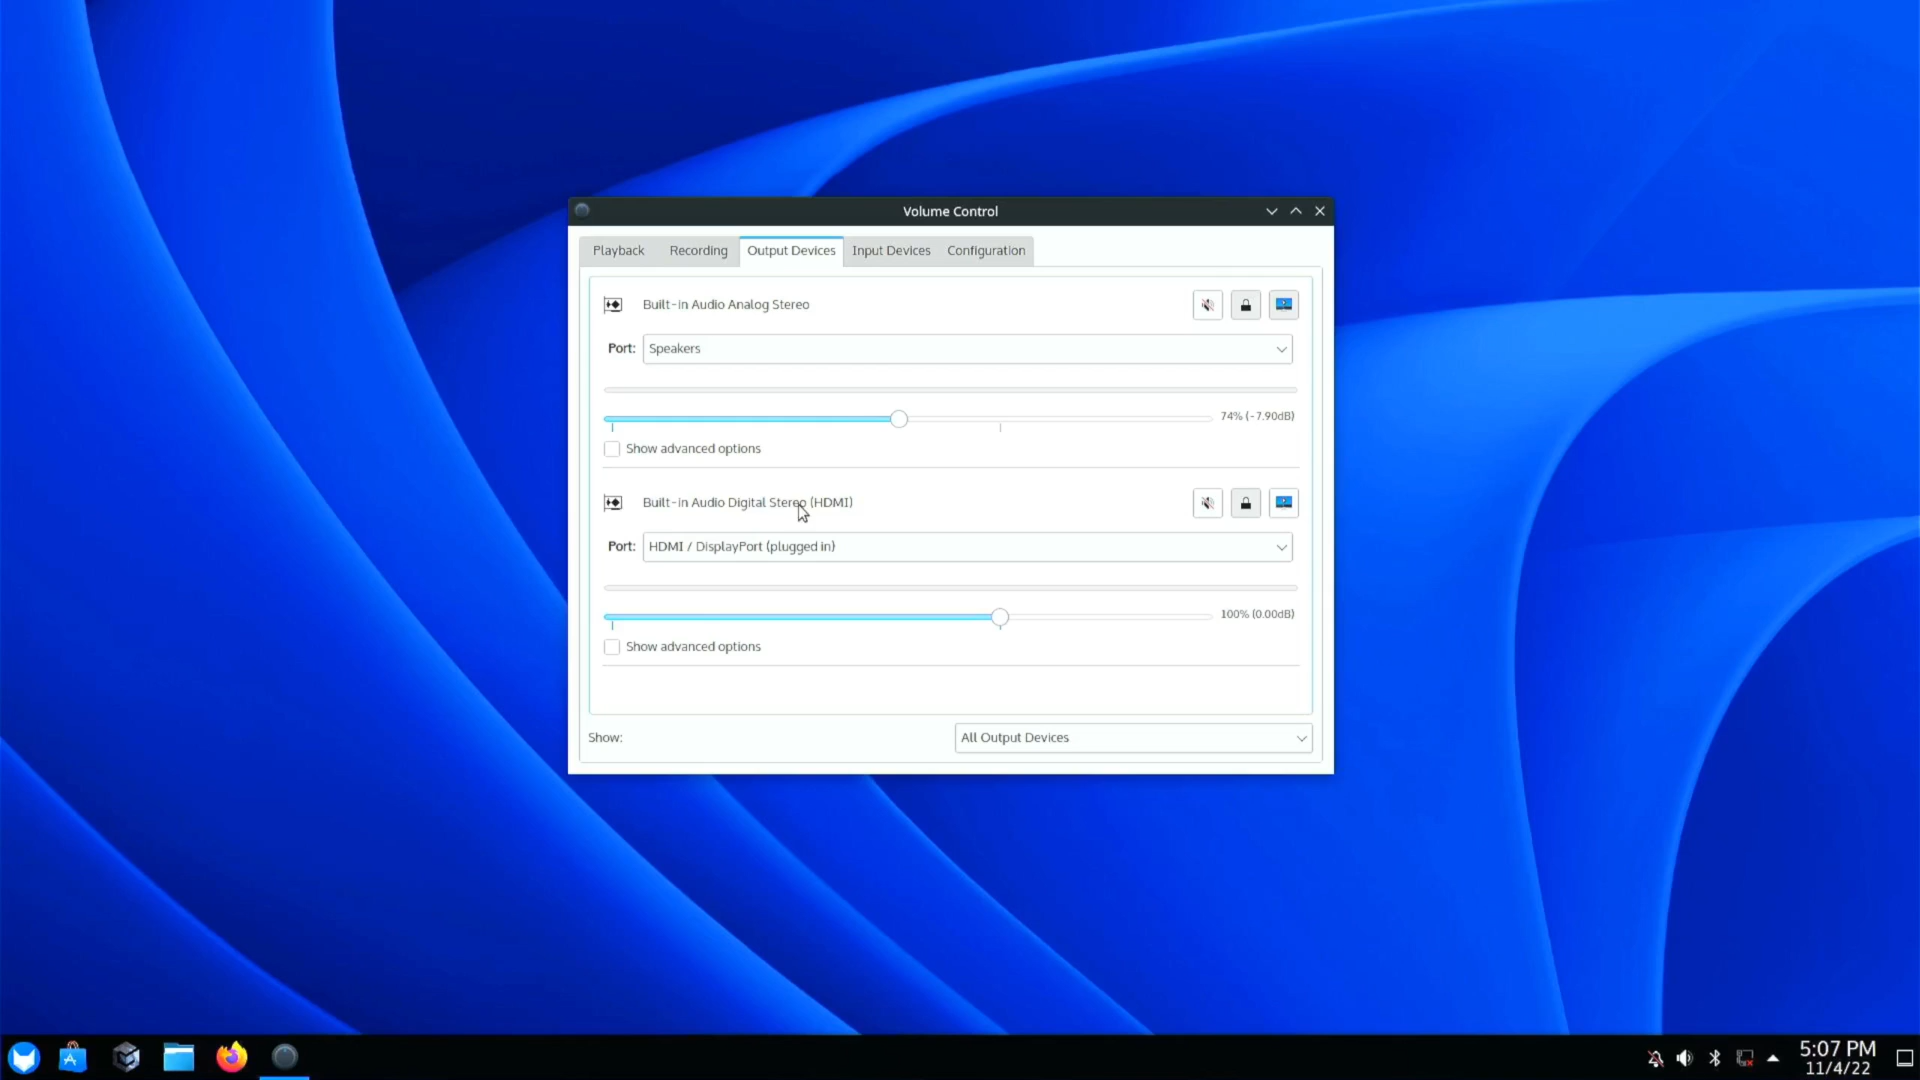 Volume Control
Playback Recording Output Devices Input Devices Configuration
Built-in Audio Analog Stereo
Port: Speakers
74% (-7.90dB)
Show advanced options
Built-in Audio Digital Stereo (HDMI)
Port: HDMI / DisplayPort (plugged in)
100% (0.00dB)
Show advanced options
Show: All Output Devices
5:07 PM
11/4/22